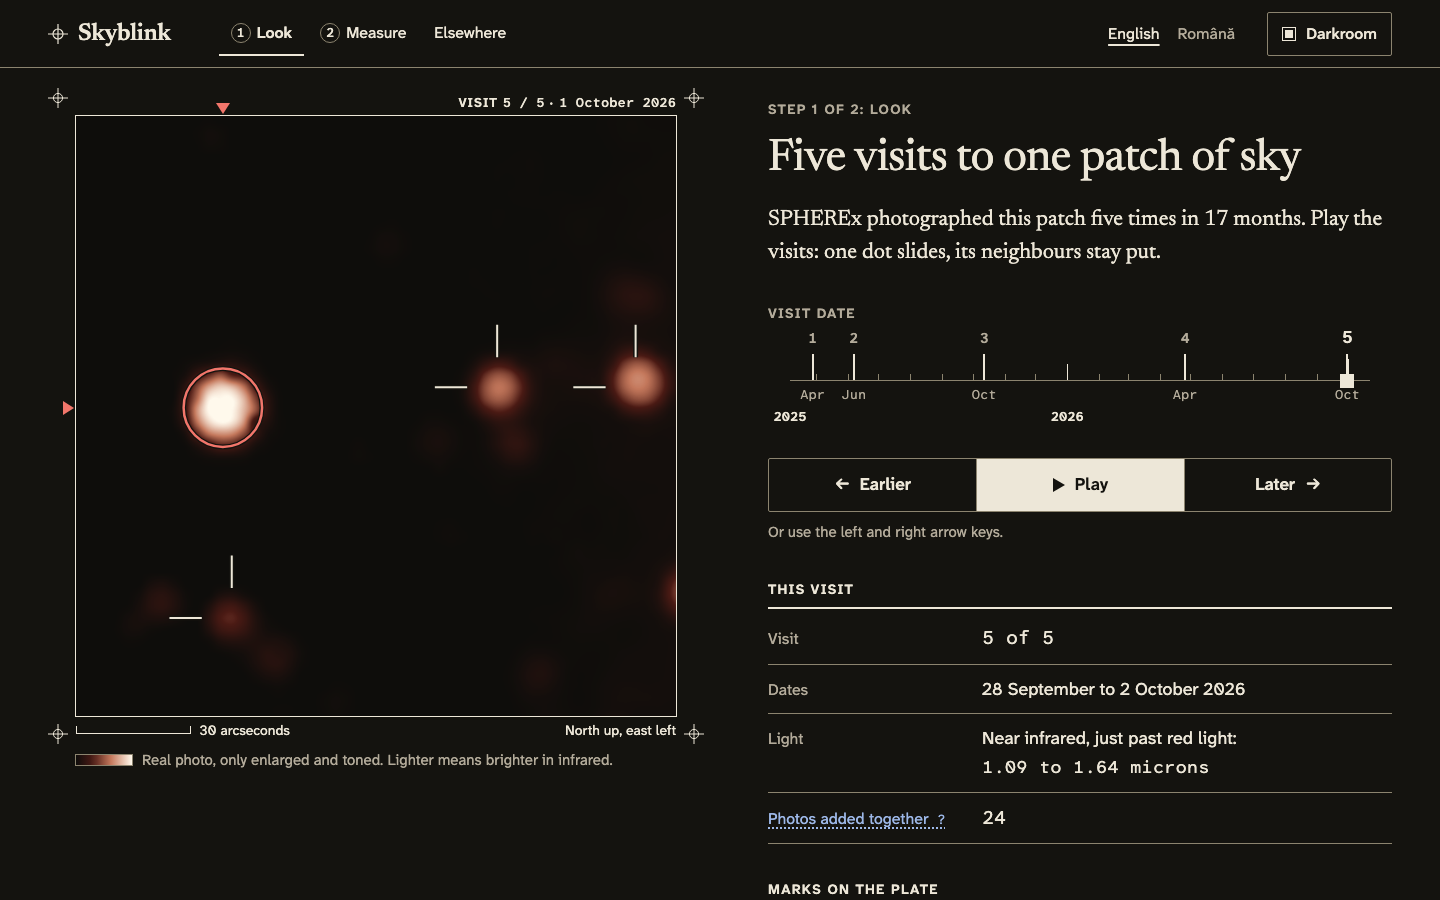 Skyblink
1 Look
2 Measure
Elsewhere
English
Română
Darkroom
VISIT 5 / 5 · 1 October 2026
30 arcseconds
North up, east left
Real photo, only enlarged and toned. Lighter means brighter in infrared.
STEP 1 OF 2: LOOK
Five visits to one patch of sky
SPHEREx photographed this patch five times in 17 months. Play the
visits: one dot slides, its neighbours stay put.
VISIT DATE
1 2 3 4 5
Apr Jun Oct Apr Oct
2025 2026
← Earlier
▶ Play
Later →
Or use the left and right arrow keys.
THIS VISIT
Visit 5 of 5
Dates 28 September to 2 October 2026
Light Near infrared, just past red light:
1.09 to 1.64 microns
Photos added together ? 24
MARKS ON THE PLATE